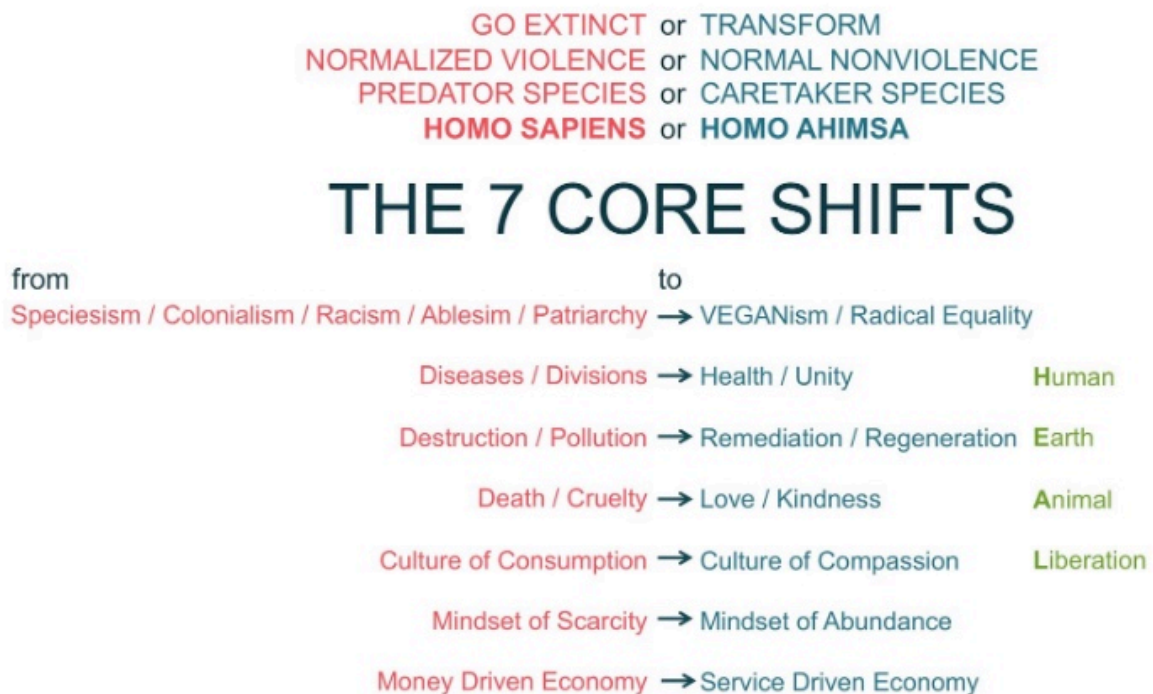 GO EXTINCT or TRANSFORM
NORMALIZED VIOLENCE or NORMAL NONVIOLENCE
PREDATOR SPECIES or CARETAKER SPECIES
HOMO SAPIENS or HOMO AHIMSA
THE 7 CORE SHIFTS
from to
Speciesism / Colonialism / Racism / Ablesim / Patriarchy → VEGANism / Radical Equality
Diseases / Divisions → Health / Unity Human
Destruction / Pollution → Remediation / Regeneration Earth
Death / Cruelty → Love / Kindness Animal
Culture of Consumption → Culture of Compassion Liberation
Mindset of Scarcity → Mindset of Abundance
Money Driven Economy → Service Driven Economy